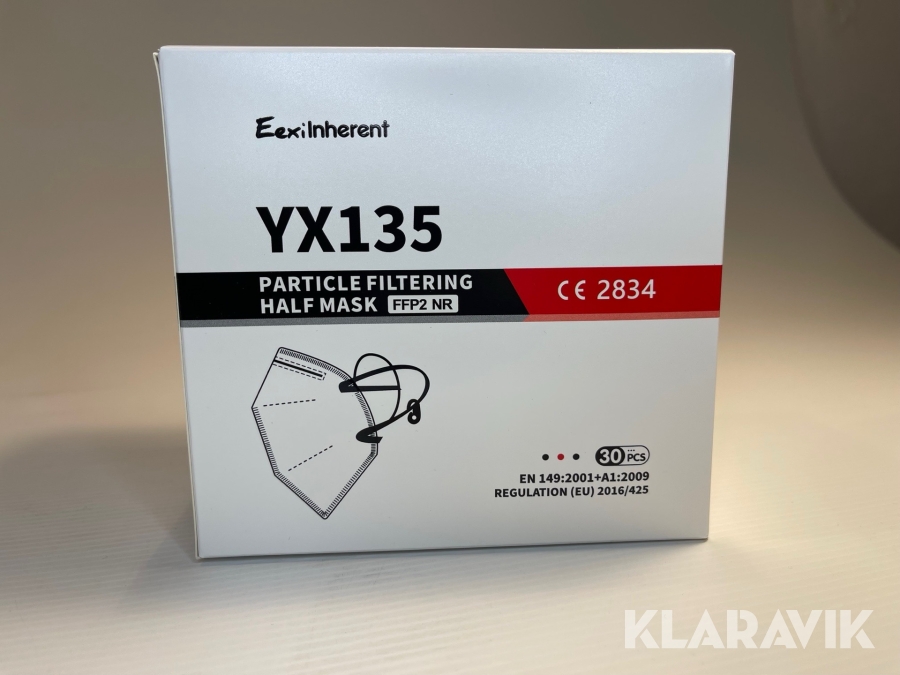 EexiInherent
YX135
PARTICLE FILTERING
HALF MASK FFP2 NR
CE 2834
30 PCS
EN 149:2001+A1:2009
REGULATION (EU) 2016/425
KLARAVIK